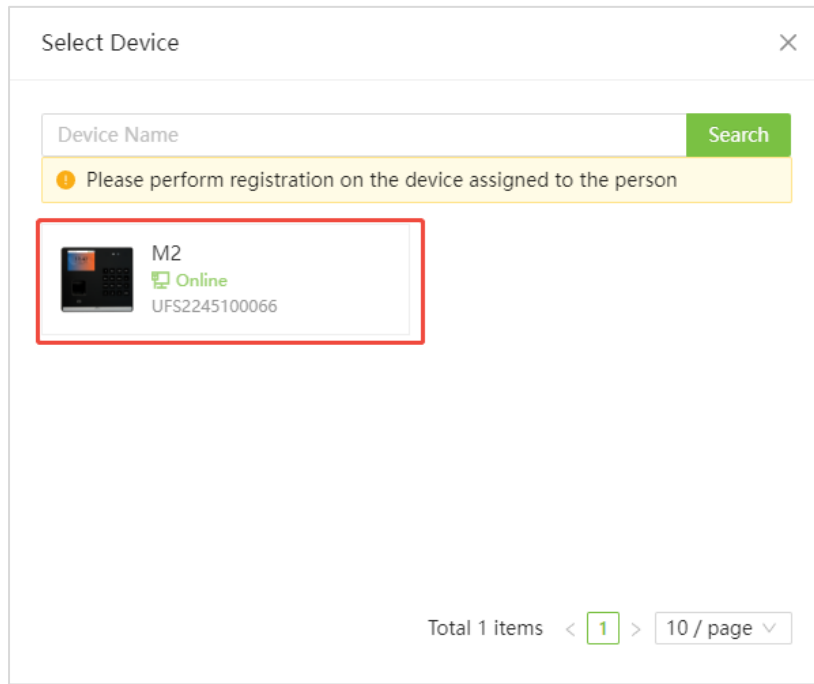 Select Device
Device Name
Search
Please perform registration on the device assigned to the person
M2
Online
UFS2245100066
Total 1 items < 1 > 10 / page